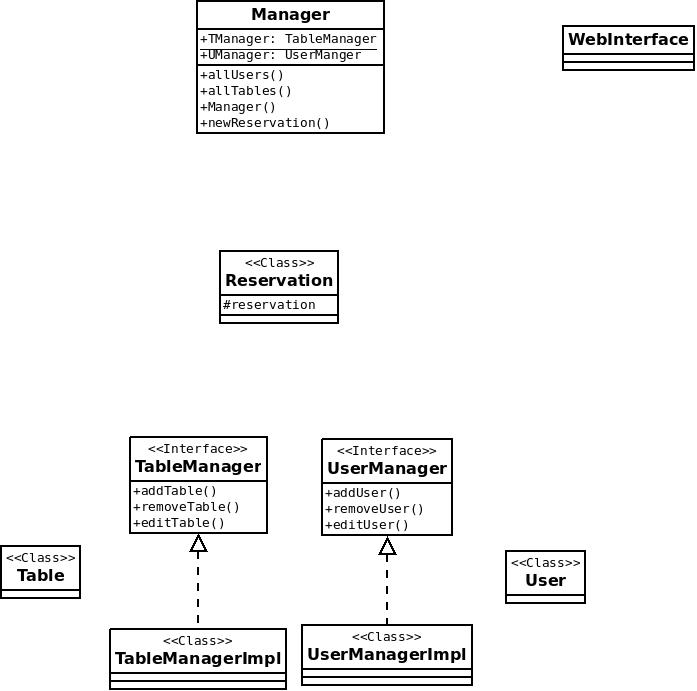 Manager
+TManager: TableManager
+UManager: UserManger
+allUsers()
+allTables()
+Manager()
+newReservation()
WebInterface
<<Class>>
Reservation
#reservation
<<Interface>>
TableManager
+addTable()
+removeTable()
+editTable()
<<Interface>>
UserManager
+addUser()
+removeUser()
+editUser()
<<Class>>
Table
<<Class>>
User
<<Class>>
TableManagerImpl
<<Class>>
UserManagerImpl